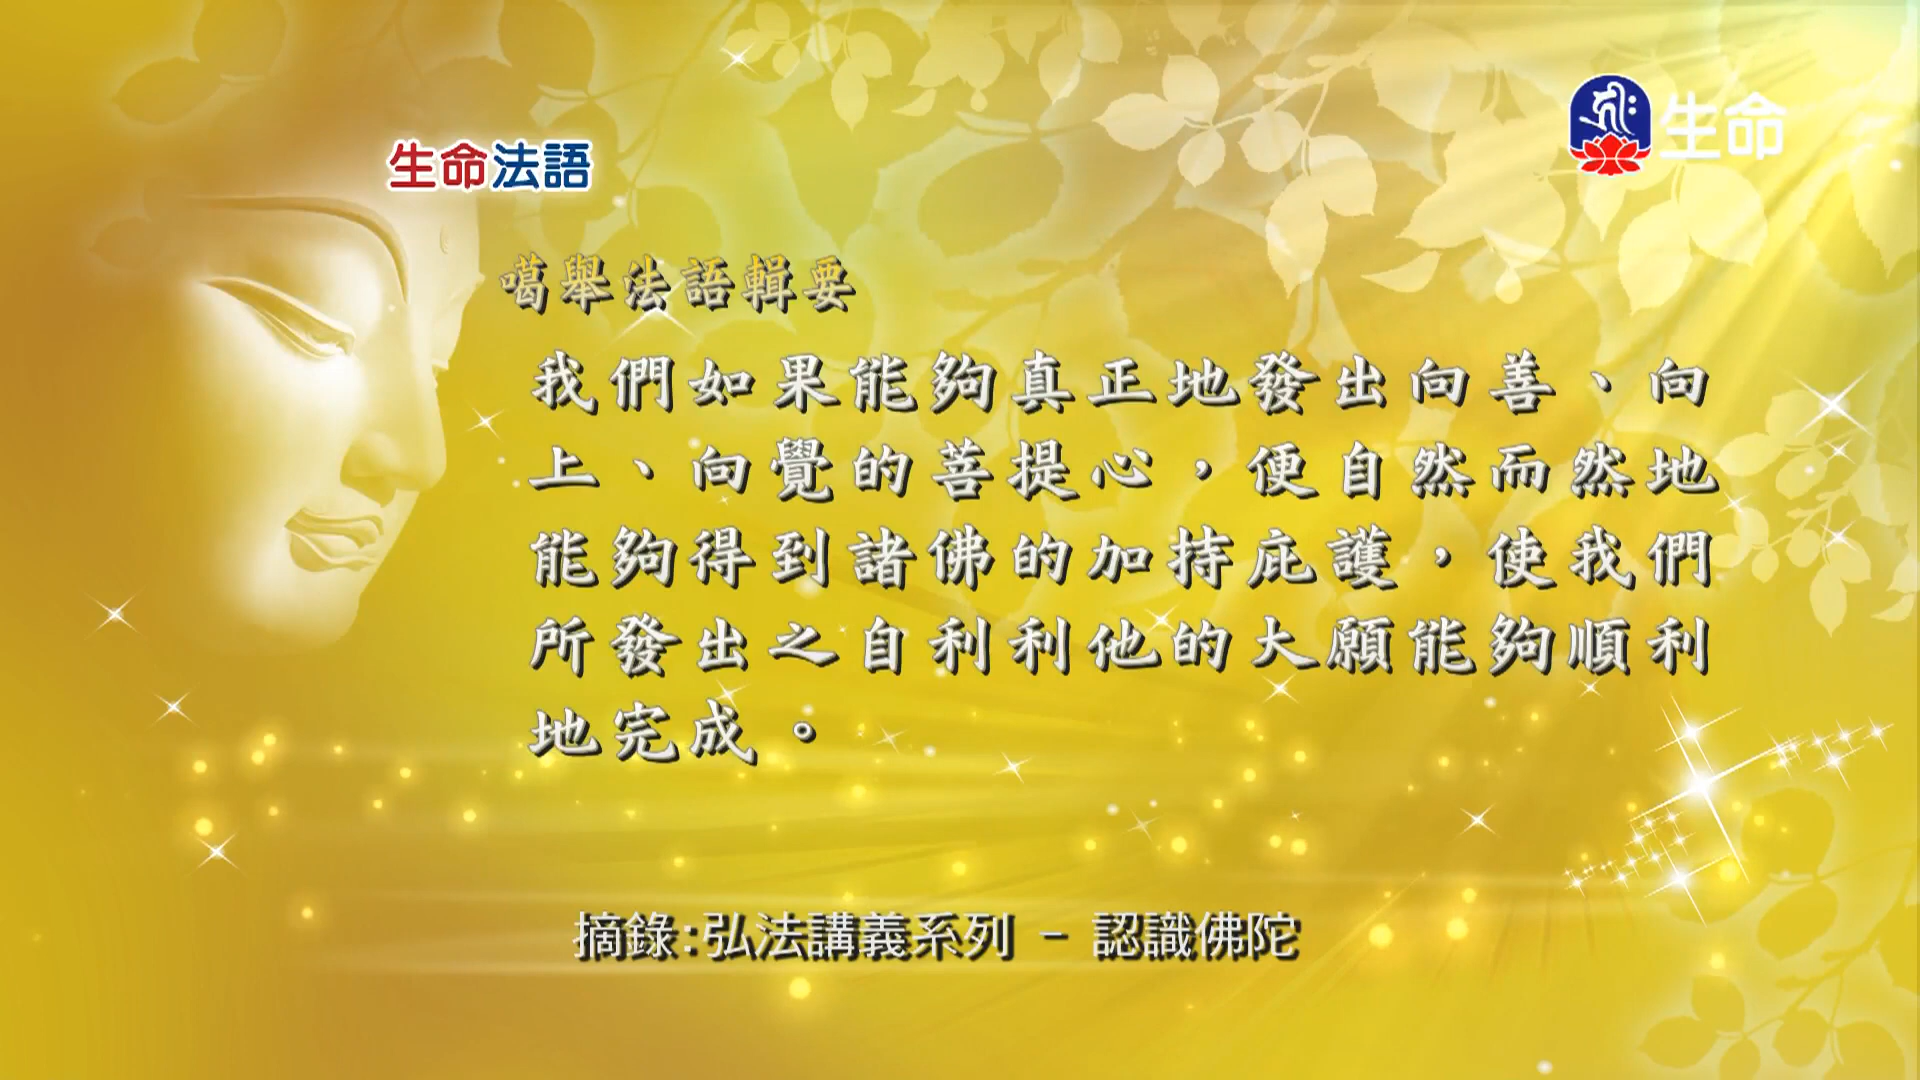 生命
生命法語
噶舉法語輯要
我們如果能夠真正地發出向善、向
上、向覺的菩提心，便自然而然地
能夠得到諸佛的加持庇護，使我們
所發出之自利利他的大願能夠順利
地完成。
摘錄:弘法講義系列 - 認識佛陀